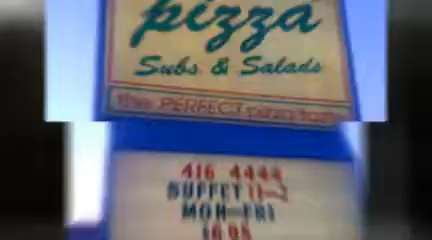 pizza
Subs & Salads
the PERFECT
416 4444
BUFFET 11-2
MON-FRI